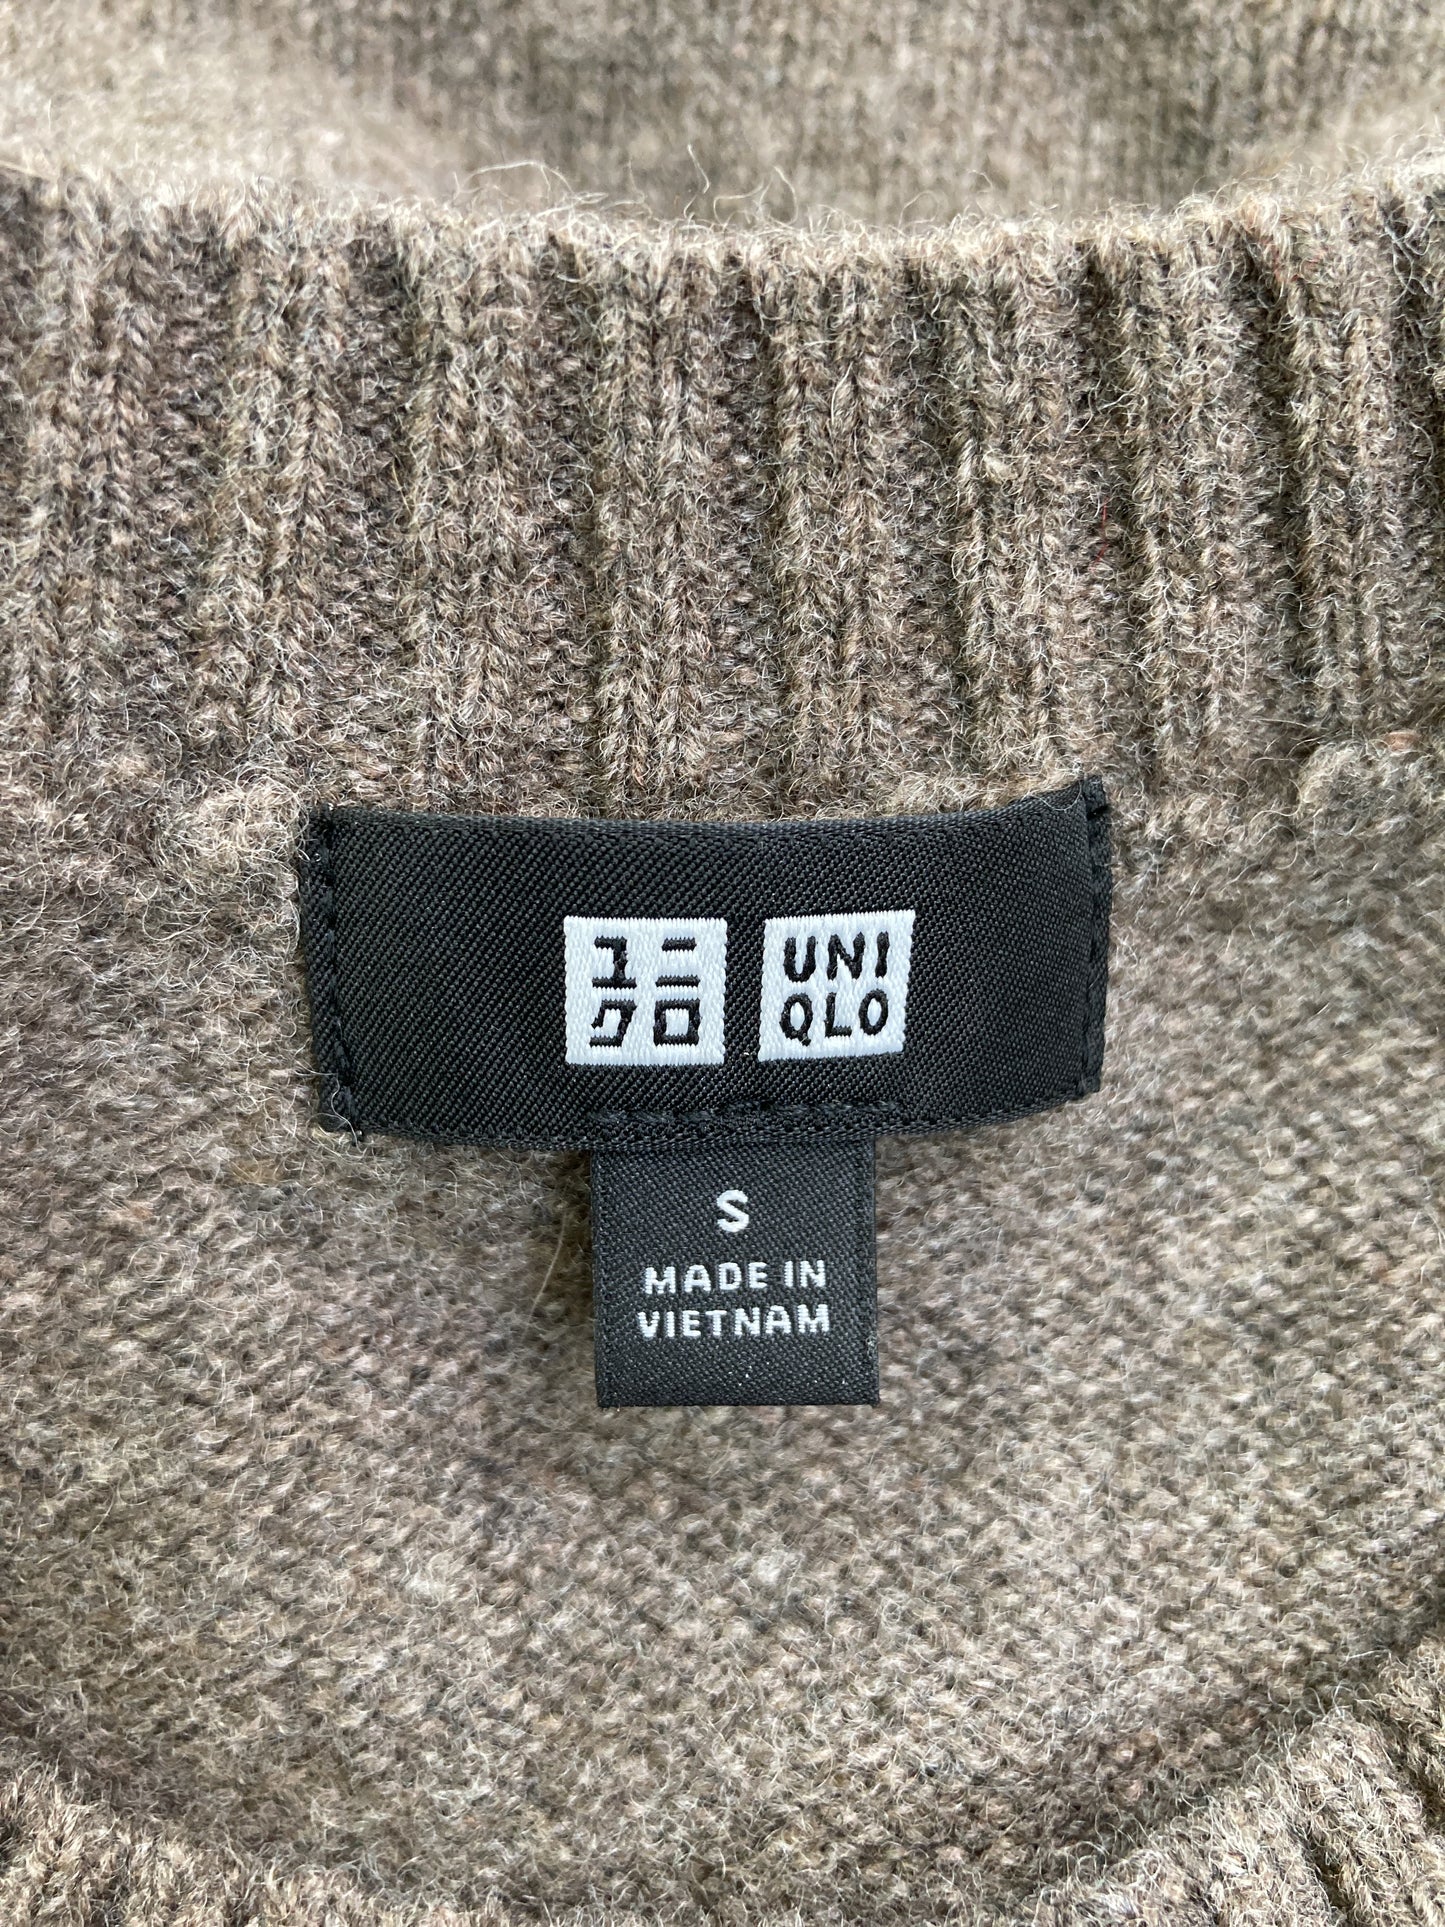 ユニ
クロ
UNI
QLO
S
MADE IN
VIETNAM